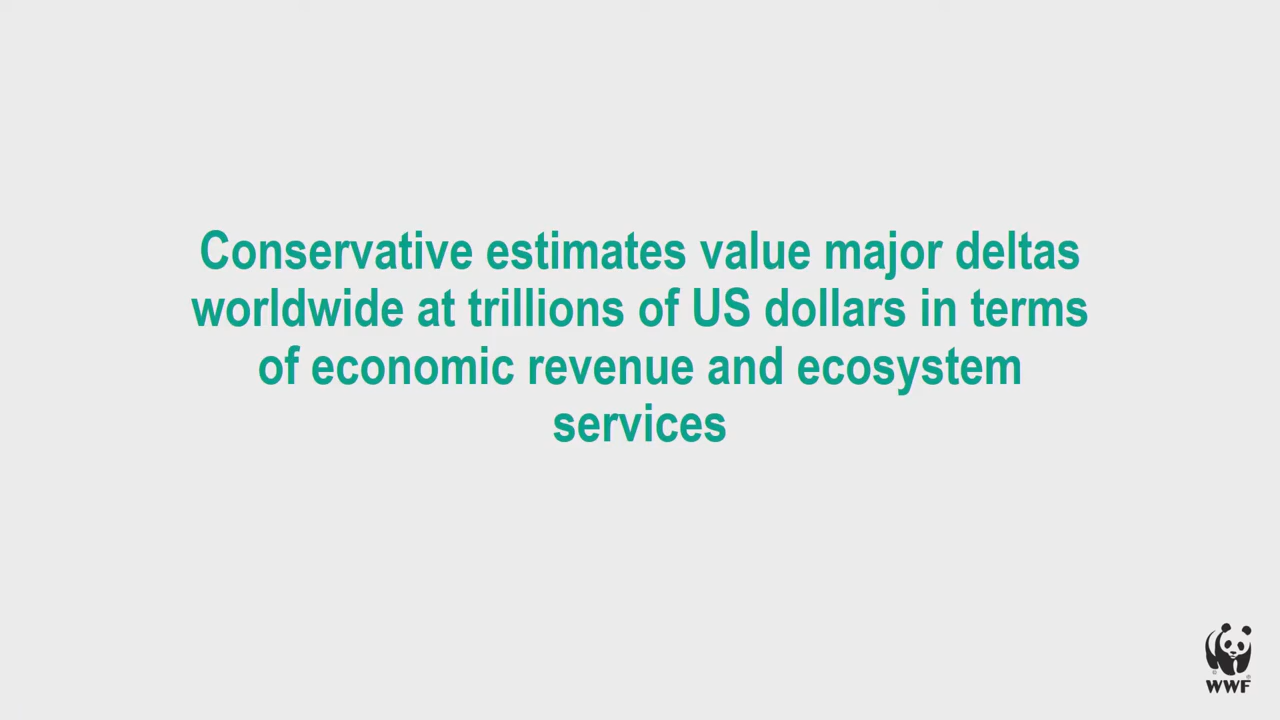 Conservative estimates value major deltas
worldwide at trillions of US dollars in terms
of economic revenue and ecosystem
services
WWF